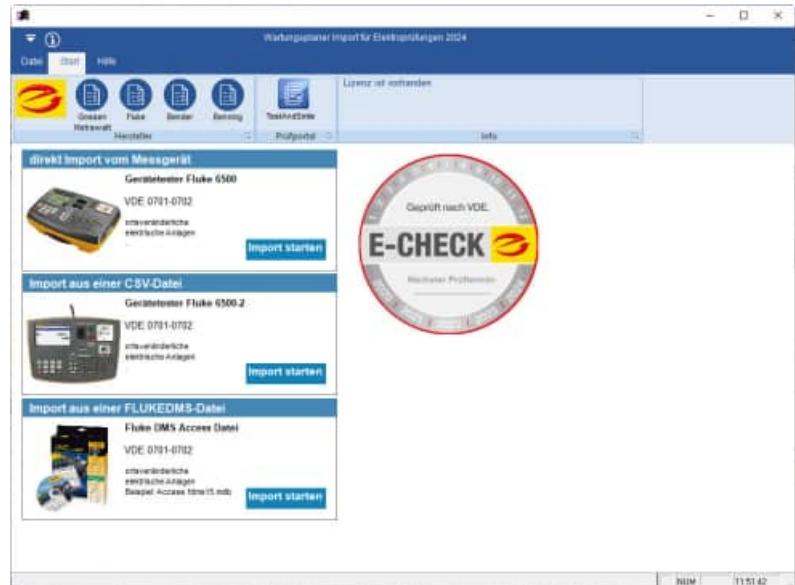 Wartungsplaner Import für Elektroprüfungen 2024
Datei Start Hilfe
Gossen Metrawatt
Fluke
Bender
Benning
Hersteller
Prüfportal
Lizenz ist vorhanden
Info
direkt Import vom Messgerät
Gerätetester Fluke 6500
VDE 0701-0702
ortsveränderliche
elektrische Anlagen
Import starten
Import aus einer CSV-Datei
Gerätetester Fluke 6500-2
VDE 0701-0702
ortsveränderliche
elektrische Anlagen
Import starten
Import aus einer FLUKEDMS-Datei
Fluke DMS Access Datei
VDE 0701-0702
ortsveränderliche
elektrische Anlagen
Import starten
Geprüft nach VDE.
E-CHECK
Nächster Prüftermin
NUM
11:51:42